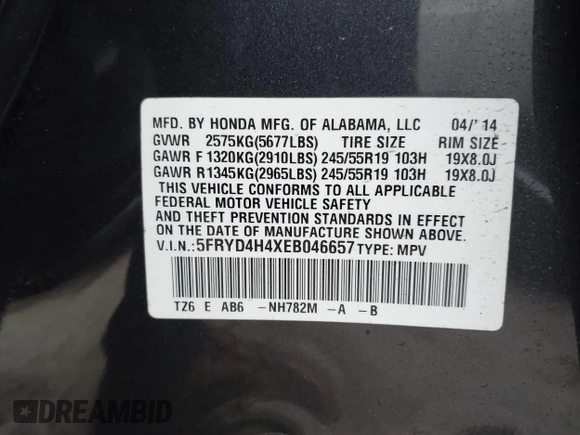 MFD. BY HONDA MFG. OF ALABAMA, LLC 04/'14
GVWR 2575KG(5677LBS) TIRE SIZE RIM SIZE
GAWR F 1320KG(2910LBS) 245/55R19 103H 19X8.0J
GAWR R 1345KG(2965LBS) 245/55R19 103H 19X8.0J
THIS VEHICLE CONFORMS TO ALL APPLICABLE
FEDERAL MOTOR VEHICLE SAFETY
AND THEFT PREVENTION STANDARDS IN EFFECT
ON THE DATE OF MANUFACTURE SHOWN ABOVE.
V.I.N.:5FRYD4H4XEB046657 TYPE: MPV
TZ6 E AB6 -NH782M -A -B
DREAMBID